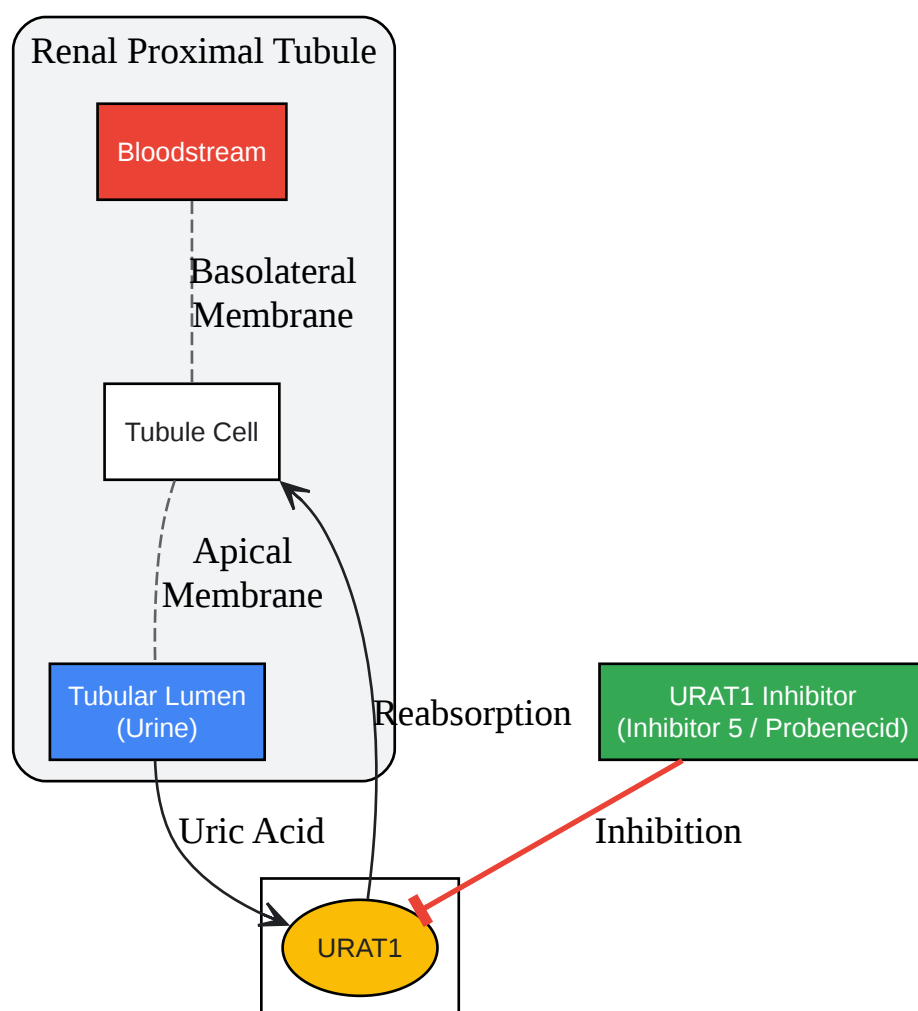 Renal Proximal Tubule
Bloodstream
Basolateral
Membrane
Tubule Cell
Apical
Membrane
Tubular Lumen
(Urine)
URAT1 Inhibitor
(Inhibitor 5 / Probenecid)
Reabsorption
Uric Acid
Inhibition
URAT1